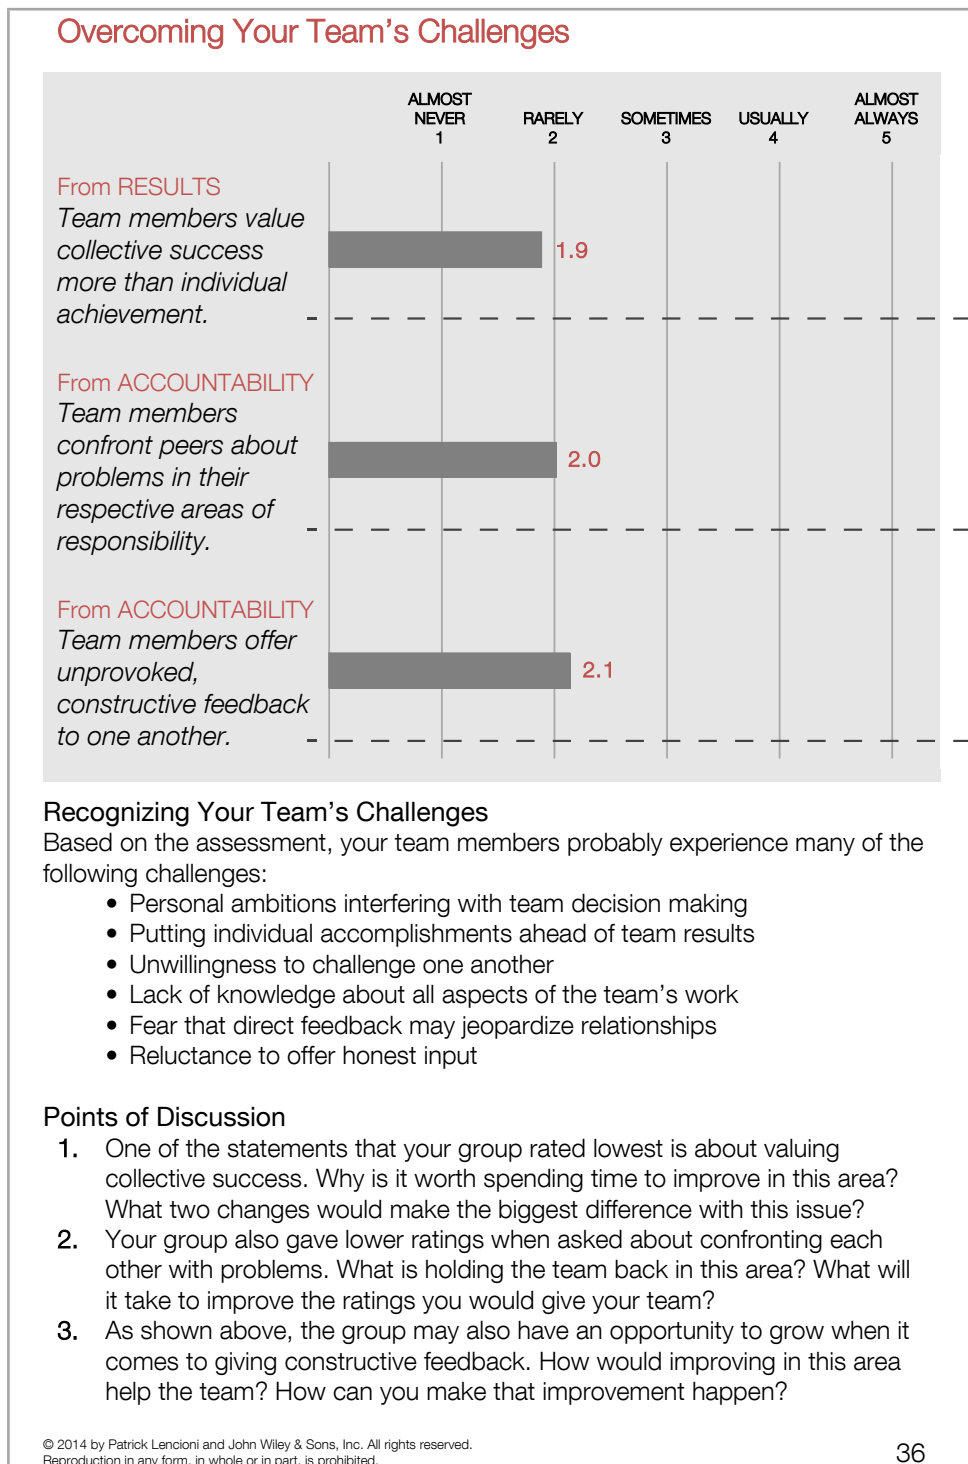 Overcoming Your Team's Challenges
ALMOST NEVER 1
RARELY 2
SOMETIMES 3
USUALLY 4
ALMOST ALWAYS 5
From RESULTS
Team members value
collective success
more than individual
achievement.
1.9
From ACCOUNTABILITY
Team members
confront peers about
problems in their
respective areas of
responsibility.
2.0
From ACCOUNTABILITY
Team members offer
unprovoked,
constructive feedback
to one another.
2.1
Recognizing Your Team's Challenges
Based on the assessment, your team members probably experience many of the
following challenges:
• Personal ambitions interfering with team decision making
• Putting individual accomplishments ahead of team results
• Unwillingness to challenge one another
• Lack of knowledge about all aspects of the team's work
• Fear that direct feedback may jeopardize relationships
• Reluctance to offer honest input
Points of Discussion
1. One of the statements that your group rated lowest is about valuing
collective success. Why is it worth spending time to improve in this area?
What two changes would make the biggest difference with this issue?
2. Your group also gave lower ratings when asked about confronting each
other with problems. What is holding the team back in this area? What will
it take to improve the ratings you would give your team?
3. As shown above, the group may also have an opportunity to grow when it
comes to giving constructive feedback. How would improving in this area
help the team? How can you make that improvement happen?
© 2014 by Patrick Lencioni and John Wiley & Sons, Inc. All rights reserved.
Reproduction in any form, in whole or in part, is prohibited.
36